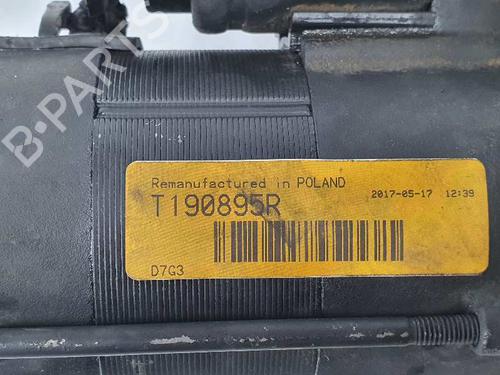 B-PARTS
Remanufactured in POLAND
2017-05-17 12:39
T190895R
D7G3